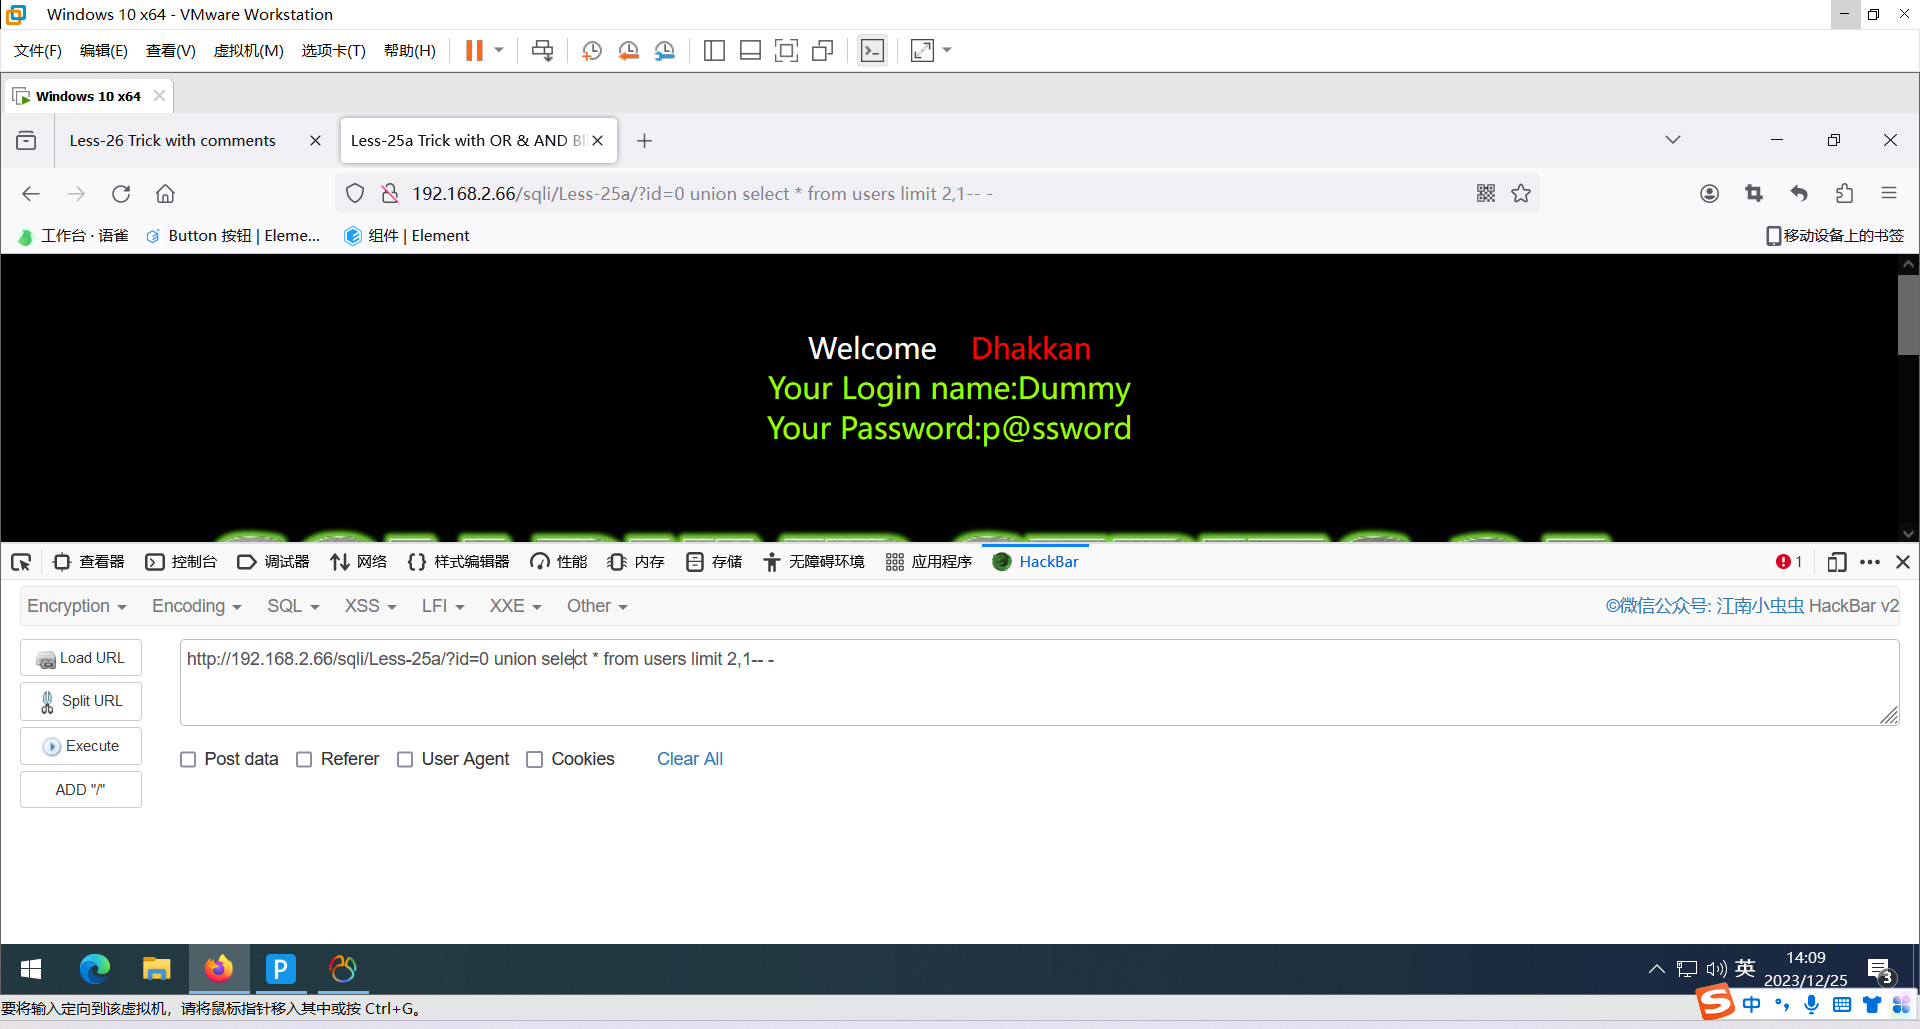 Windows 10 x64 - VMware Workstation
文件(F) 编辑(E) 查看(V) 虚拟机(M) 选项卡(T) 帮助(H)
Windows 10 x64
Less-26 Trick with comments
Less-25a Trick with OR & AND Bl
192.168.2.66/sqli/Less-25a/?id=0 union select * from users limit 2,1-- -
工作台 · 语雀
Button 按钮 | Eleme...
组件 | Element
移动设备上的书签
Welcome Dhakkan
Your Login name:Dummy
Your Password:p@ssword
查看器 控制台 调试器 网络 样式编辑器 性能 内存 存储 无障碍环境 应用程序 HackBar 1
Encryption Encoding SQL XSS LFI XXE Other
©微信公众号: 江南小虫虫 HackBar v2
Load URL
http://192.168.2.66/sqli/Less-25a/?id=0 union select * from users limit 2,1-- -
Split URL
Execute
Post data Referer User Agent Cookies Clear All
ADD "/"
英
14:09
2023/12/25
3
要将输入定向到该虚拟机，请将鼠标指针移入其中或按 Ctrl+G。
中